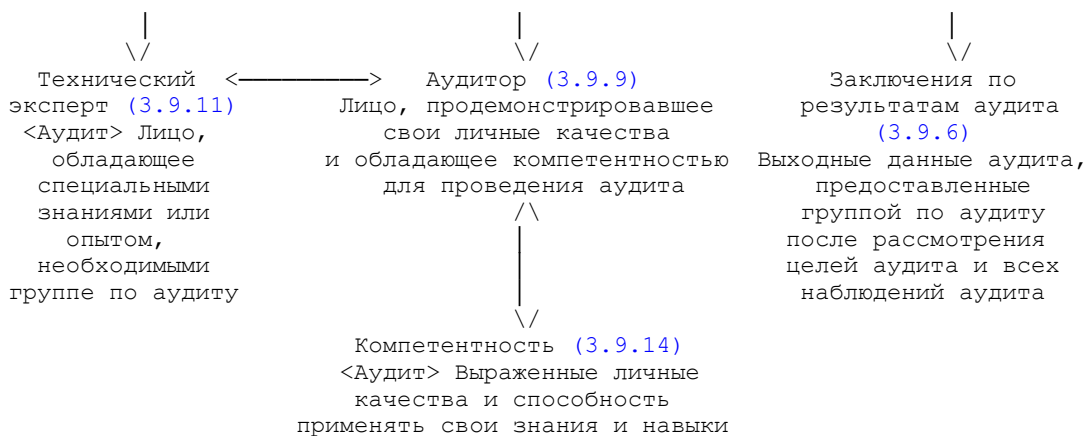 Технический
эксперт (3.9.11)
<Аудит> Лицо,
обладающее
специальными
знаниями или
опытом,
необходимыми
группе по аудиту
Аудитор (3.9.9)
Лицо, продемонстрировавшее
свои личные качества
и обладающее компетентностью
для проведения аудита
Заключения по
результатам аудита
(3.9.6)
Выходные данные аудита,
предоставленные
группой по аудиту
после рассмотрения
целей аудита и всех
наблюдений аудита
Компетентность (3.9.14)
<Аудит> Выраженные личные
качества и способность
применять свои знания и навыки